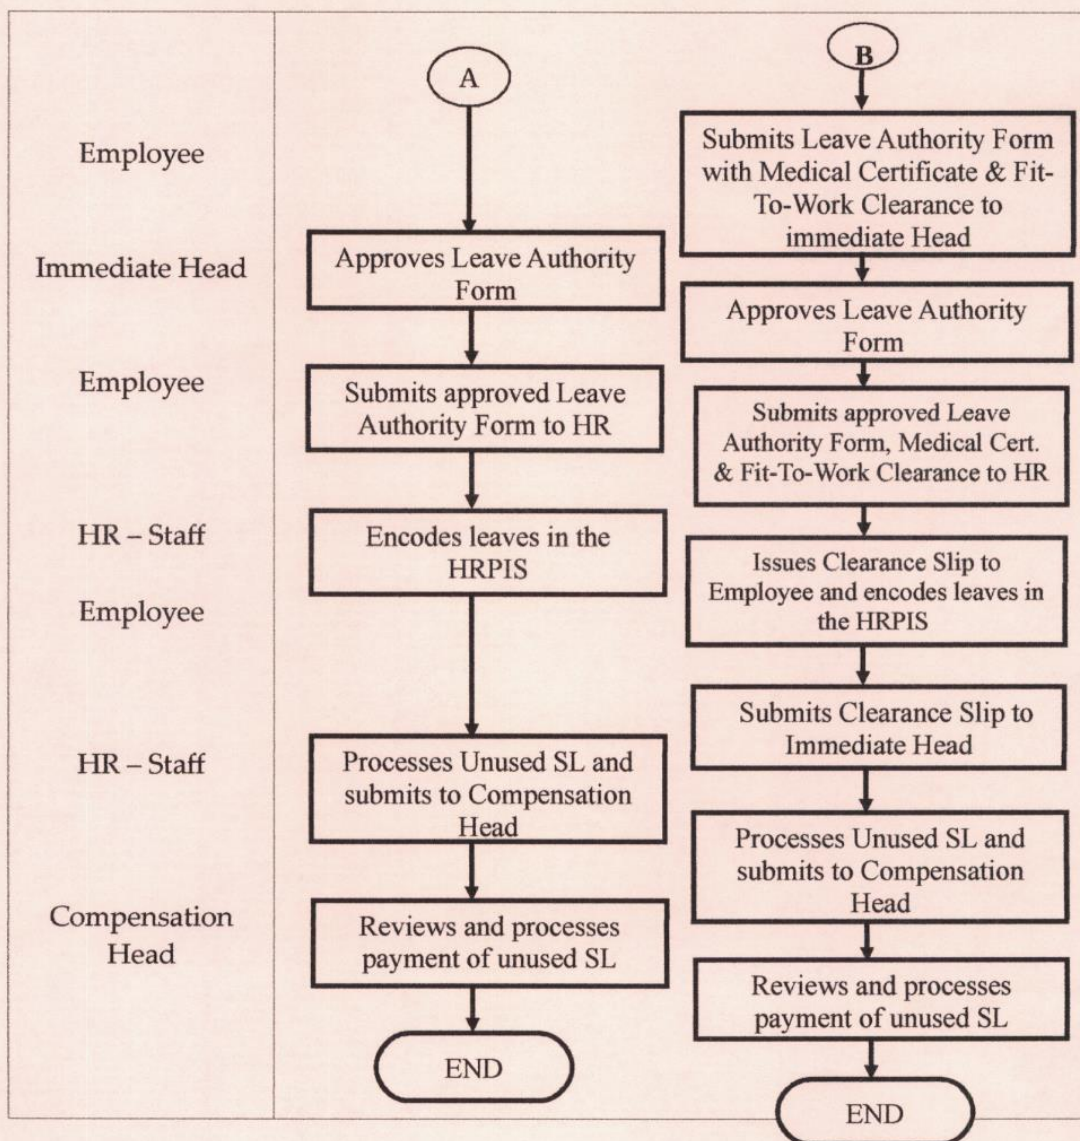 Employee
Immediate Head
Employee
HR – Staff
Employee
HR – Staff
Compensation
Head
A
Approves Leave Authority
Form
Submits approved Leave
Authority Form to HR
Encodes leaves in the
HRPIS
Processes Unused SL and
submits to Compensation
Head
Reviews and processes
payment of unused SL
END
B
Submits Leave Authority Form
with Medical Certificate & Fit-
To-Work Clearance to
immediate Head
Approves Leave Authority
Form
Submits approved Leave
Authority Form, Medical Cert.
& Fit-To-Work Clearance to HR
Issues Clearance Slip to
Employee and encodes leaves in
the HRPIS
Submits Clearance Slip to
Immediate Head
Processes Unused SL and
submits to Compensation
Head
Reviews and processes
payment of unused SL
END